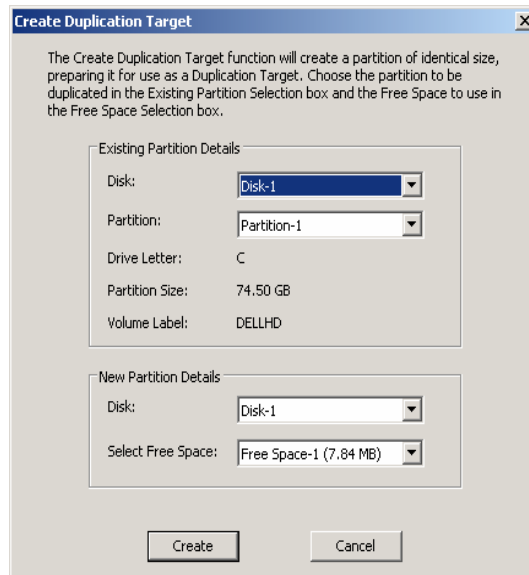 Create Duplication Target
The Create Duplication Target function will create a partition of identical size,
preparing it for use as a Duplication Target. Choose the partition to be
duplicated in the Existing Partition Selection box and the Free Space to use in
the Free Space Selection box.
Existing Partition Details
Disk: Disk-1
Partition: Partition-1
Drive Letter: C
Partition Size: 74.50 GB
Volume Label: DELLHD
New Partition Details
Disk: Disk-1
Select Free Space: Free Space-1 (7.84 MB)
Create Cancel